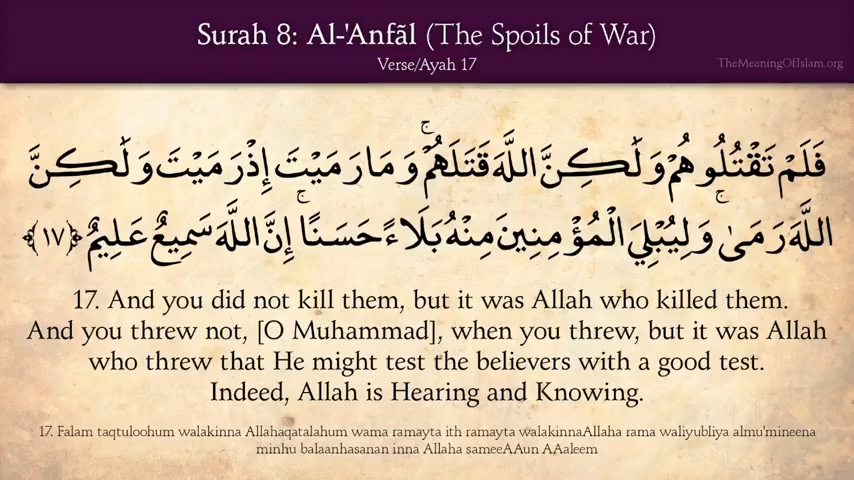 Surah 8: Al-'Anfãl (The Spoils of War)
Verse/Ayah 17
TheMeaningOfIslam.org
فَلَمْ تَقْتُلُوهُمْ وَلَٰكِنَّ اللَّهَ قَتَلَهُمْ ۚ وَمَا رَمَيْتَ إِذْ رَمَيْتَ وَلَٰكِنَّ
اللَّهَ رَمَىٰ ۚ وَلِيُبْلِيَ الْمُؤْمِنِينَ مِنْهُ بَلَاءً حَسَنًا ۚ إِنَّ اللَّهَ سَمِيعٌ عَلِيمٌ ﴿١٧﴾
17. And you did not kill them, but it was Allah who killed them.
And you threw not, [O Muhammad], when you threw, but it was Allah
who threw that He might test the believers with a good test.
Indeed, Allah is Hearing and Knowing.
17. Falam taqtuloohum walakinna Allahaqatalahum wama ramayta ith ramayta walakinnaAllaha rama waliyubliya almu'mineena
minhu balaanhasanan inna Allaha sameeAAun AAaleem